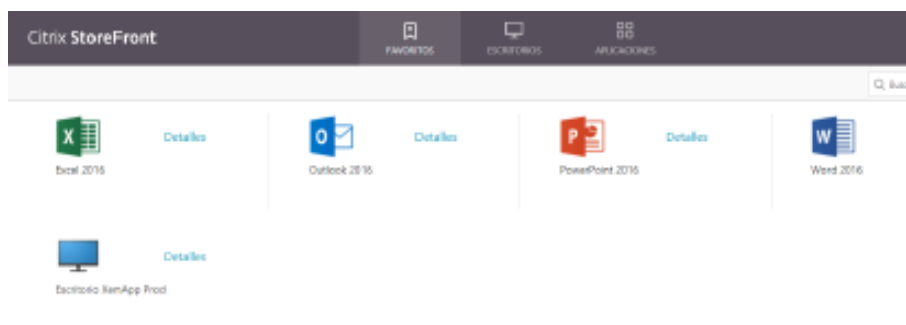 Citrix StoreFront
FAVORITOS
ESCRITORIOS
APLICACIONES
Detalles
Excel 2016
Detalles
Outlook 2016
Detalles
PowerPoint 2016
Word 2016
Detalles
Escritorio XenApp Prod